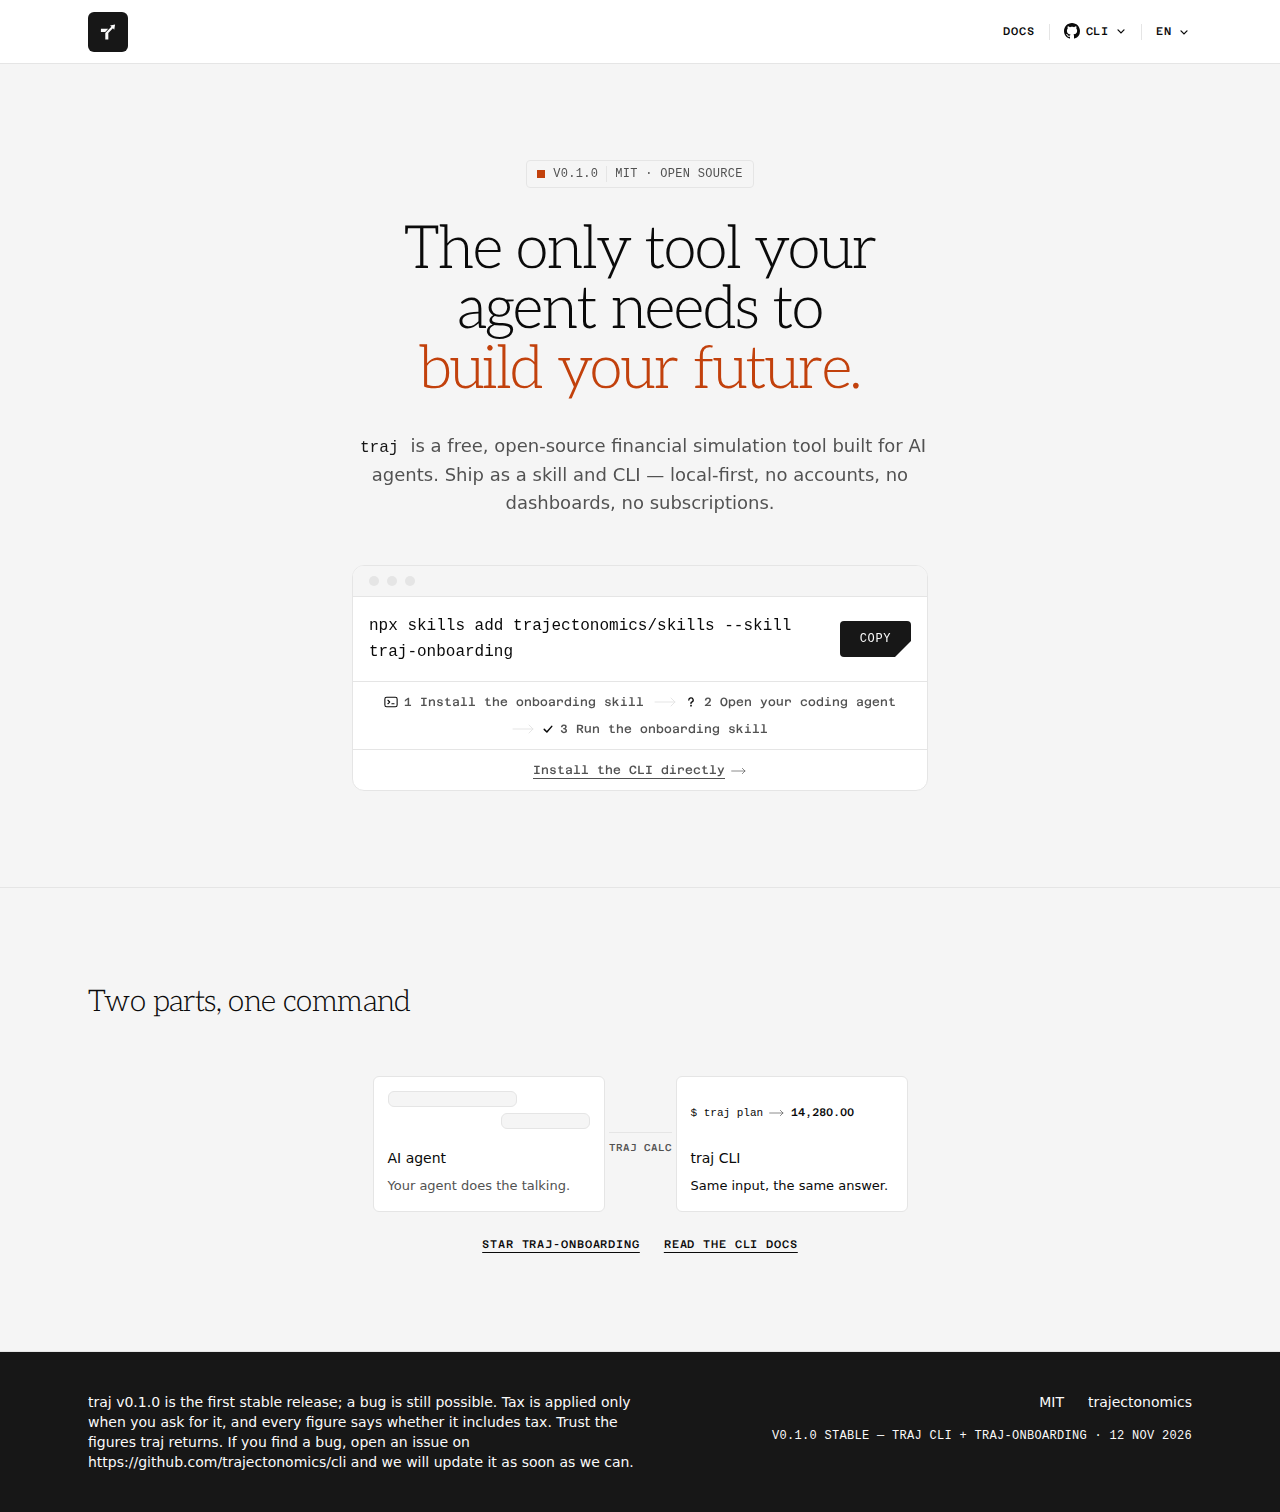 DOCS
CLI
EN
V0.1.0
MIT · OPEN SOURCE
The only tool your
agent needs to
build your future.
traj is a free, open-source financial simulation tool built for AI
agents. Ship as a skill and CLI — local-first, no accounts, no
dashboards, no subscriptions.
npx skills add trajectonomics/skills --skill
traj-onboarding
COPY
1 Install the onboarding skill
2 Open your coding agent
3 Run the onboarding skill
Install the CLI directly
Two parts, one command
AI agent
Your agent does the talking.
TRAJ CALC
$ traj plan
14,280.00
traj CLI
Same input, the same answer.
STAR TRAJ-ONBOARDING
READ THE CLI DOCS
traj v0.1.0 is the first stable release; a bug is still possible. Tax is applied only
when you ask for it, and every figure says whether it includes tax. Trust the
figures traj returns. If you find a bug, open an issue on
https://github.com/trajectonomics/cli and we will update it as soon as we can.
MIT
trajectonomics
V0.1.0 STABLE — TRAJ CLI + TRAJ-ONBOARDING · 12 NOV 2026